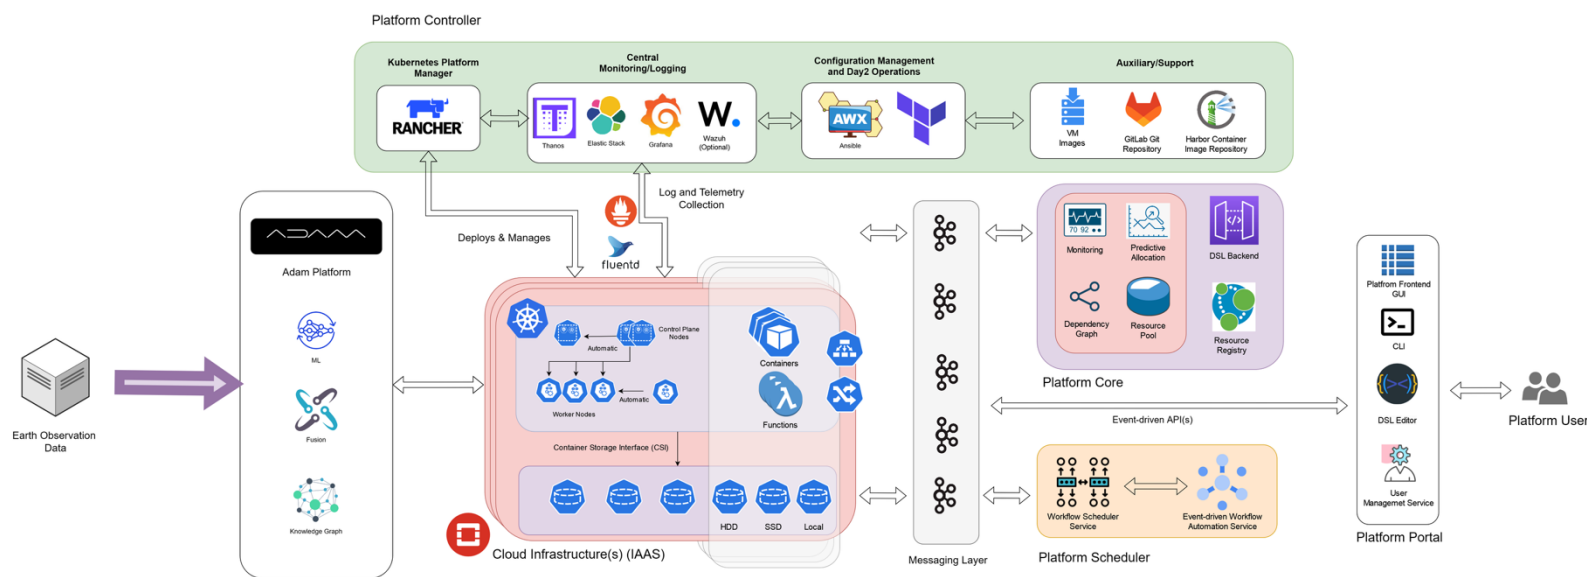 Platform Controller
Kubernetes Platform
Manager
Central
Monitoring/Logging
Configuration Management
and Day2 Operations
Auxiliary/Support
RANCHER
Thanos
Elastic Stack
Grafana
W.
Wazuh
(Optional)
AWX
Ansible
VM
Images
GitLab Git
Repository
Harbor Container
Image Repository
Log and Telemetry
Collection
Deploys & Manages
fluentd
ADAM
Adam Platform
ML
Fusion
Knowledge Graph
Earth Observation
Data
Control Plane
Nodes
Automatic
Automatic
Worker Nodes
Containers
Functions
Container Storage Interface (CSI)
HDD
SSD
Local
Cloud Infrastructure(s) (IAAS)
Messaging Layer
70 92
Monitoring
Predictive
Allocation
DSL Backend
Dependency
Graph
Resource
Pool
Resource
Registry
Platform Core
Event-driven API(s)
Workflow Scheduler
Service
Event-driven Workflow
Automation Service
Platform Scheduler
Platfrom Frontend
GUI
CLI
DSL Editor
User
Managemet Service
Platform Portal
Platform User